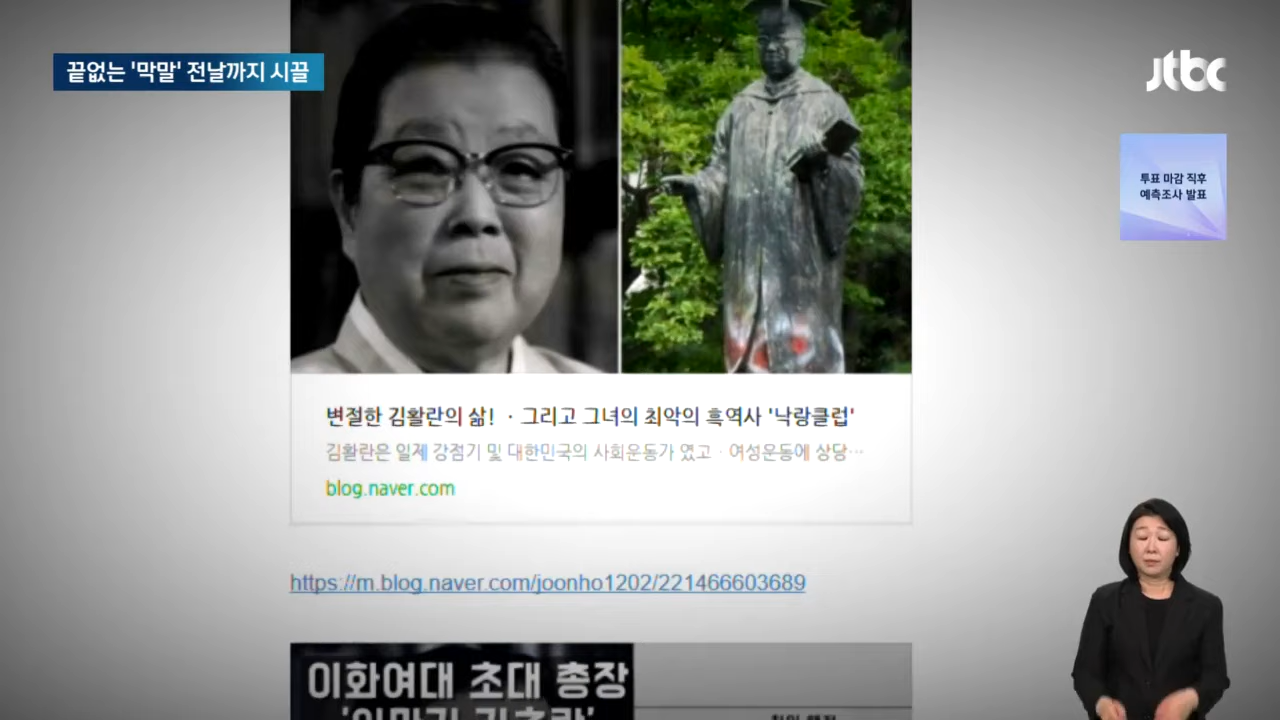 끝없는 '막말' 전날까지 시끌
jtbc
투표 마감 직후
예측조사 발표
변절한 김활란의 삶! · 그리고 그녀의 최악의 흑역사 '낙랑클럽'
김활란은 일제 강점기 및 대한민국의 사회운동가 였고 · 여성운동에 상당…
blog.naver.com
https://m.blog.naver.com/joonho1202/221466603689
이화여대 초대 총장